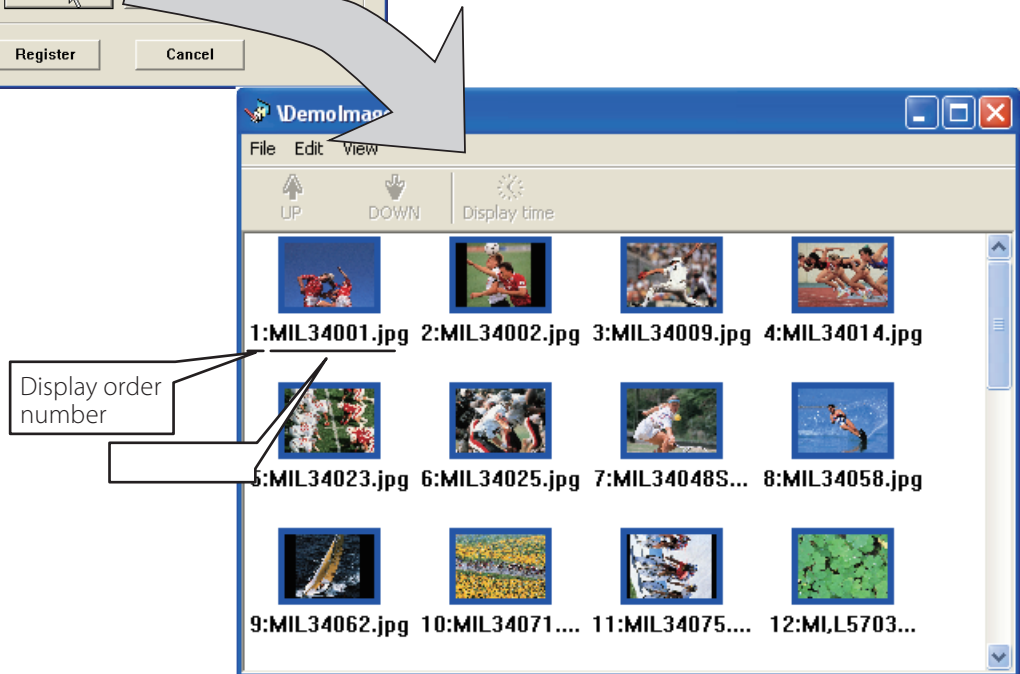 Register Cancel
\DemoImage
File Edit View
UP DOWN Display time
1:MIL34001.jpg 2:MIL34002.jpg 3:MIL34009.jpg 4:MIL34014.jpg
Display order
number
5:MIL34023.jpg 6:MIL34025.jpg 7:MIL34048S... 8:MIL34058.jpg
9:MIL34062.jpg 10:MIL34071.... 11:MIL34075.... 12:MI,L5703...